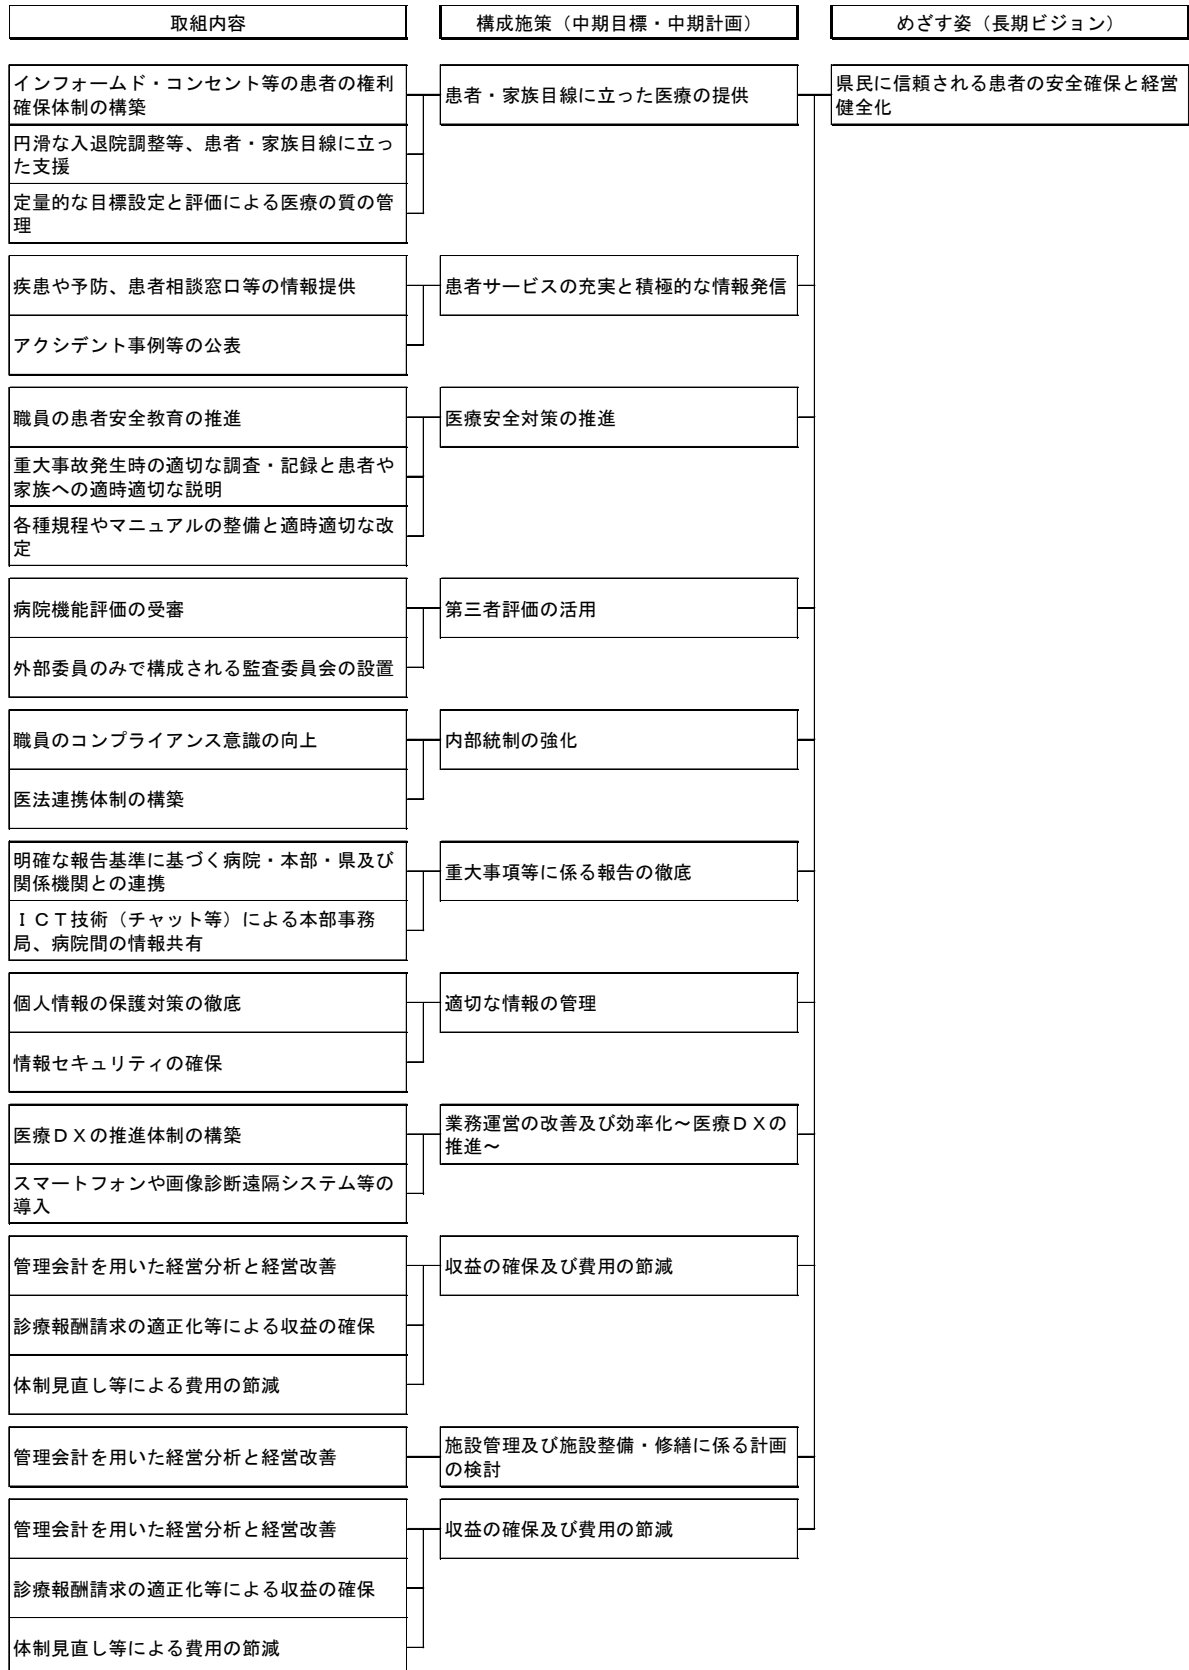 取組内容
構成施策（中期目標・中期計画）
めざす姿（長期ビジョン）
インフォームド・コンセント等の患者の権利
確保体制の構築
患者・家族目線に立った医療の提供
県民に信頼される患者の安全確保と経営
健全化
円滑な入退院調整等、患者・家族目線に立っ
た支援
定量的な目標設定と評価による医療の質の管
理
疾患や予防、患者相談窓口等の情報提供
患者サービスの充実と積極的な情報発信
アクシデント事例等の公表
職員の患者安全教育の推進
医療安全対策の推進
重大事故発生時の適切な調査・記録と患者や
家族への適時適切な説明
各種規程やマニュアルの整備と適時適切な改
定
病院機能評価の受審
第三者評価の活用
外部委員のみで構成される監査委員会の設置
職員のコンプライアンス意識の向上
内部統制の強化
医法連携体制の構築
明確な報告基準に基づく病院・本部・県及び
関係機関との連携
重大事項等に係る報告の徹底
ＩＣＴ技術（チャット等）による本部事務
局、病院間の情報共有
個人情報の保護対策の徹底
適切な情報の管理
情報セキュリティの確保
医療ＤＸの推進体制の構築
業務運営の改善及び効率化～医療ＤＸの
推進～
スマートフォンや画像診断遠隔システム等の
導入
管理会計を用いた経営分析と経営改善
収益の確保及び費用の節減
診療報酬請求の適正化等による収益の確保
体制見直し等による費用の節減
管理会計を用いた経営分析と経営改善
施設管理及び施設整備・修繕に係る計画
の検討
管理会計を用いた経営分析と経営改善
収益の確保及び費用の節減
診療報酬請求の適正化等による収益の確保
体制見直し等による費用の節減